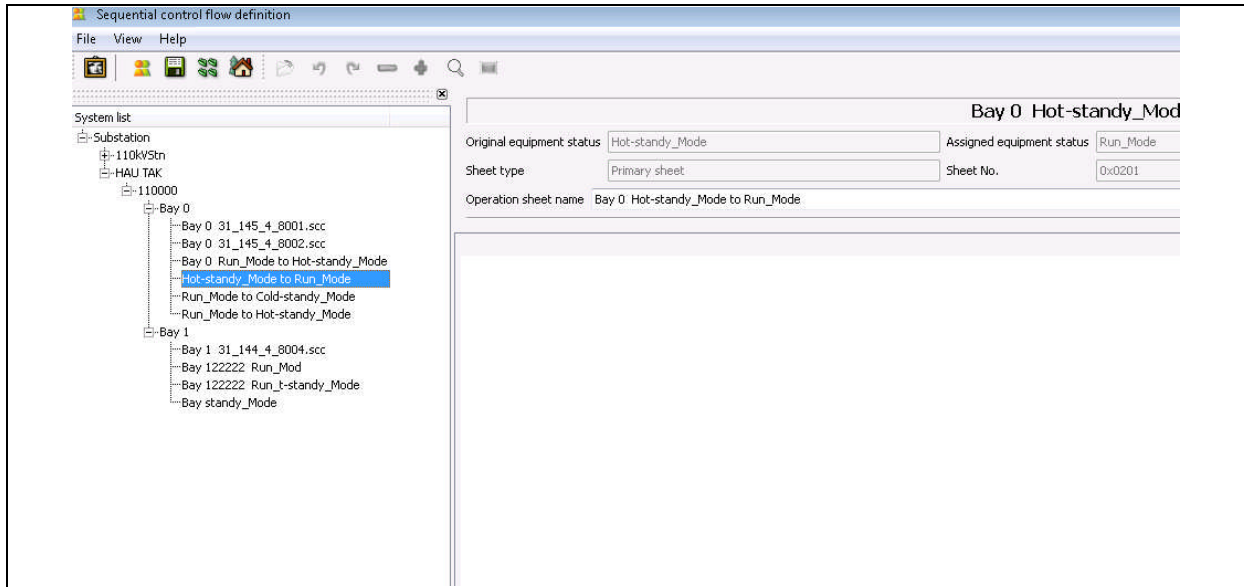 Sequential control flow definition
File View Help
System list
Substation
110kVStn
HAU TAK
110000
Bay 0
Bay 0 31_145_4_8001.scc
Bay 0 31_145_4_8002.scc
Bay 0 Run_Mode to Hot-standy_Mode
Hot-standy_Mode to Run_Mode
Run_Mode to Cold-standy_Mode
Run_Mode to Hot-standy_Mode
Bay 1
Bay 1 31_144_4_8004.scc
Bay 122222 Run_Mod
Bay 122222 Run_t-standy_Mode
Bay standy_Mode
Bay 0 Hot-standy_Mod
Original equipment status Hot-standy_Mode Assigned equipment status Run_Mode
Sheet type Primary sheet Sheet No. 0x0201
Operation sheet name Bay 0 Hot-standy_Mode to Run_Mode